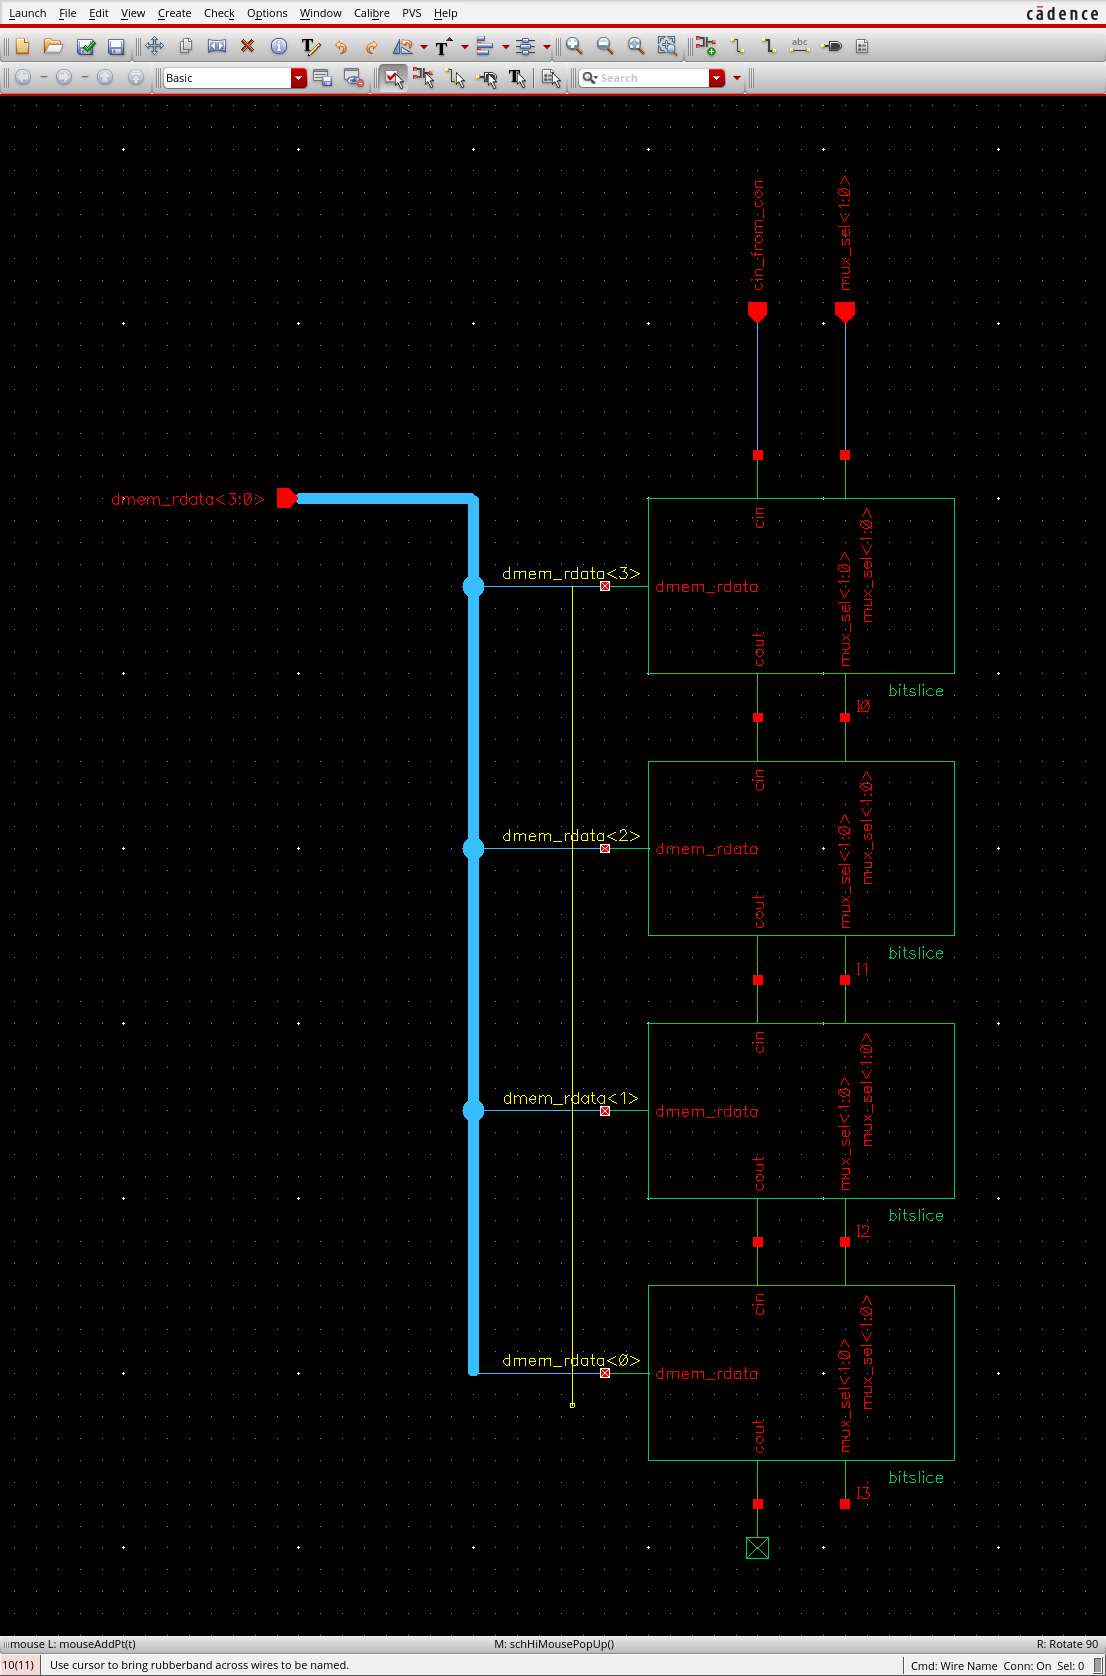 Launch File Edit View Create Check Options Window Calibre PVS Help
cādence
Basic
Search
cin_from_con
mux_sel<1:0>
dmem_rdata<3:0>
dmem_rdata<3>
dmem_rdata
cin
mux_sel<1:0>
mux_sel<1:0>
cout
bitslice
I0
dmem_rdata<2>
dmem_rdata
cin
mux_sel<1:0>
mux_sel<1:0>
cout
bitslice
I1
dmem_rdata<1>
dmem_rdata
cin
mux_sel<1:0>
mux_sel<1:0>
cout
bitslice
I2
dmem_rdata<0>
dmem_rdata
cin
mux_sel<1:0>
mux_sel<1:0>
cout
bitslice
I3
mouse L: mouseAddPt(t)
M: schHiMousePopUp()
R: Rotate 90
10(11)
Use cursor to bring rubberband across wires to be named.
Cmd: Wire Name Conn: On Sel: 0